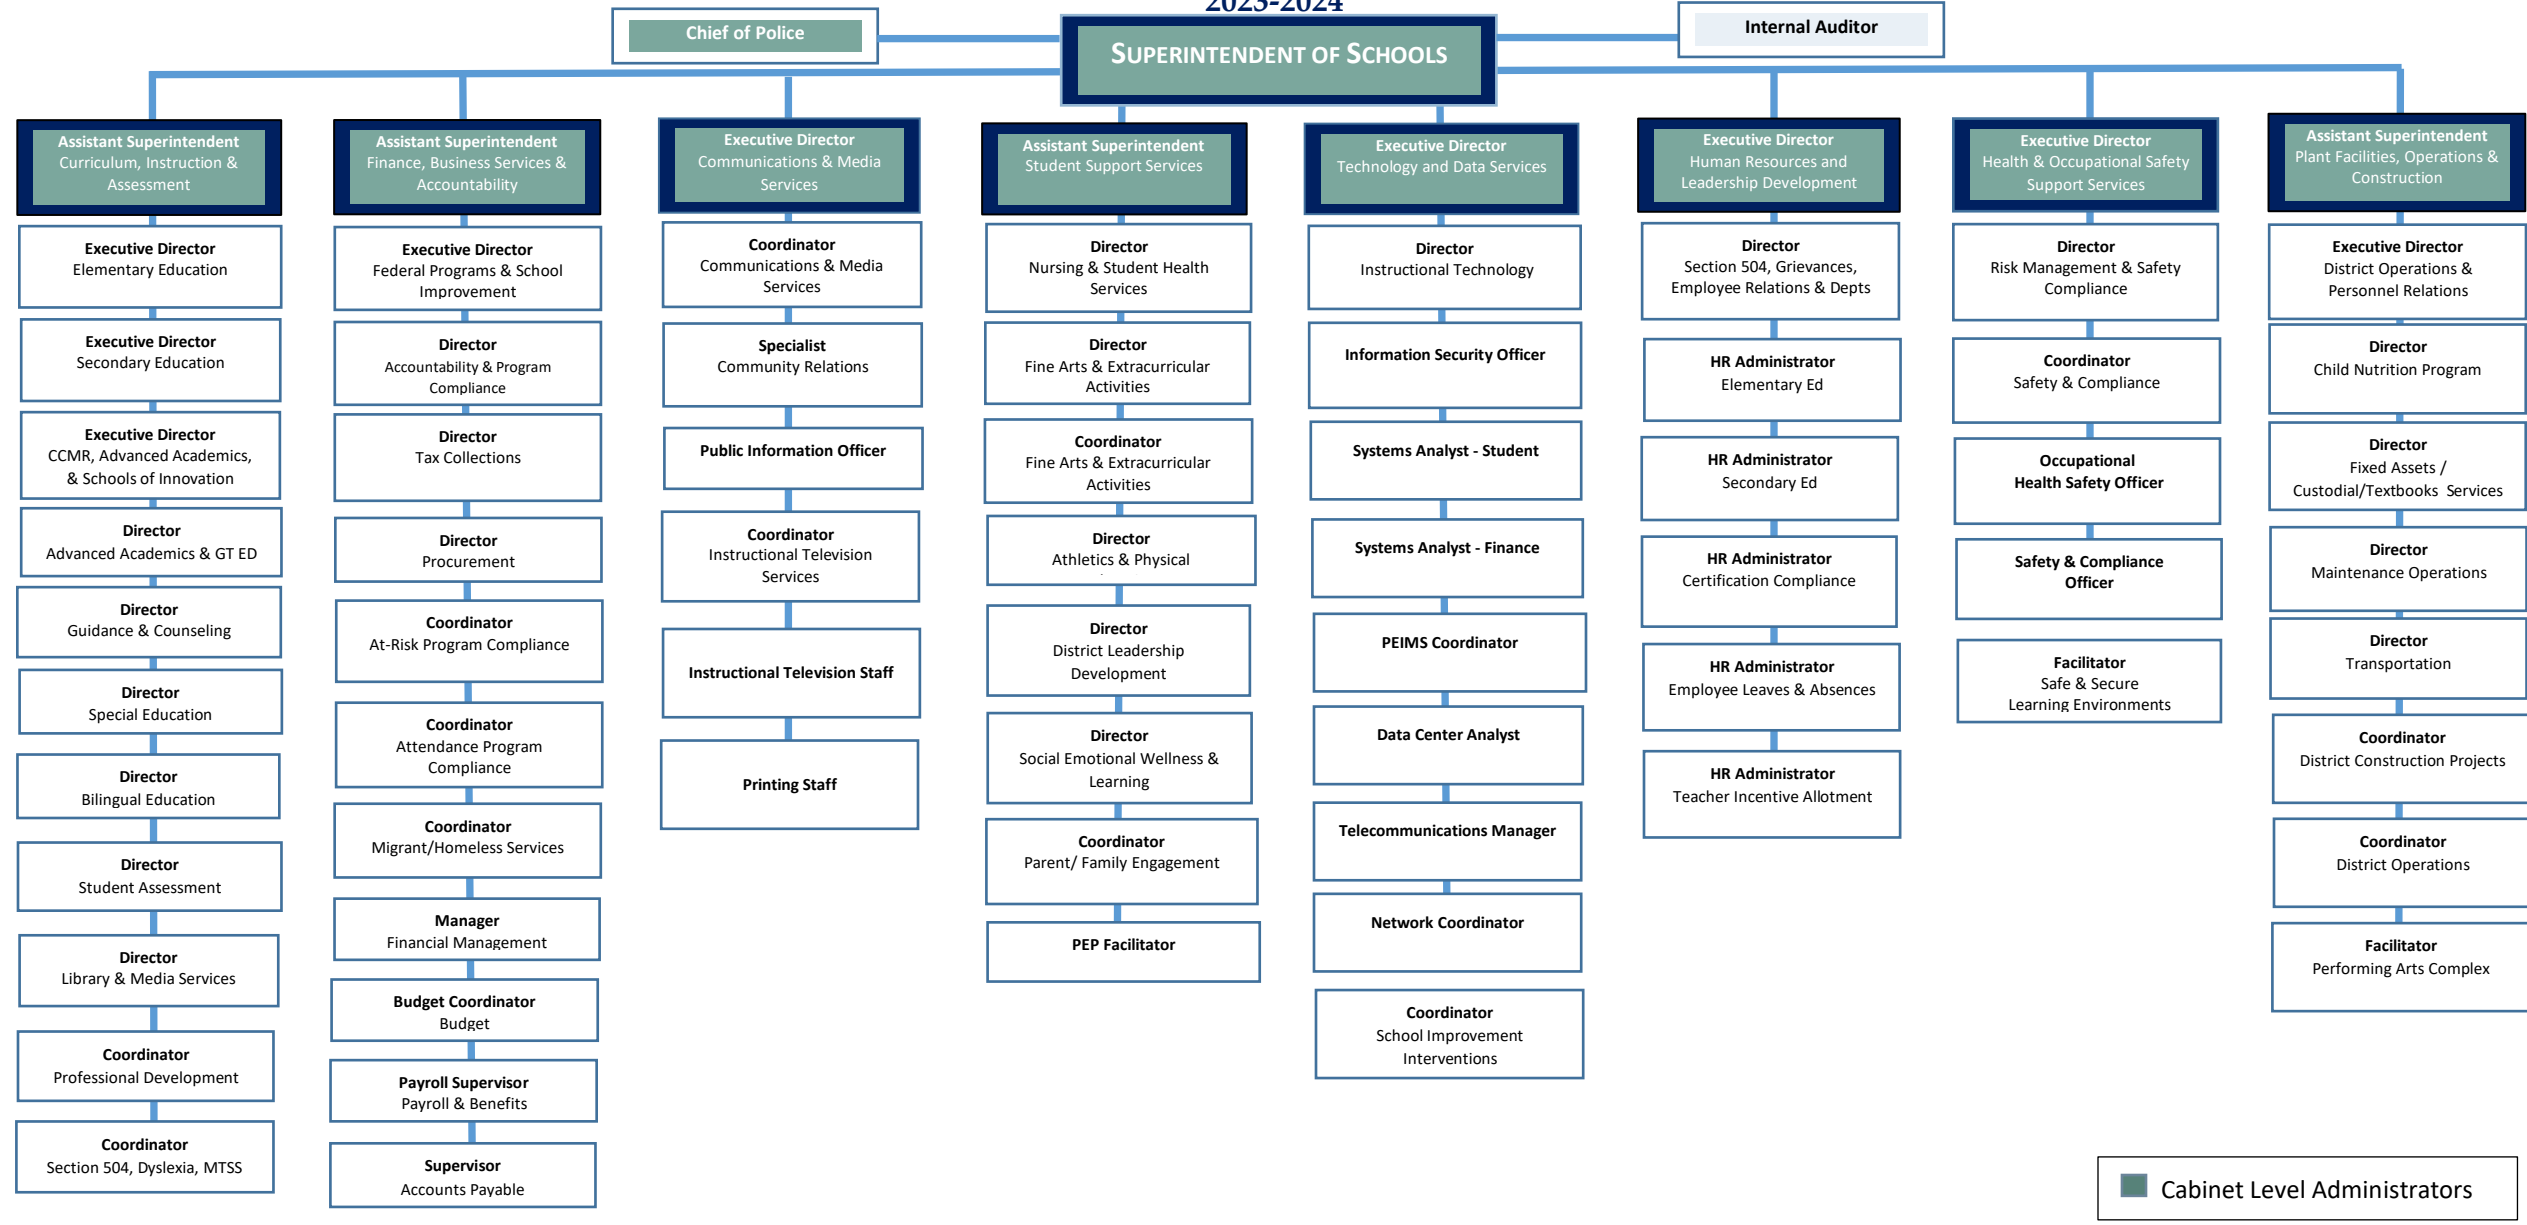 2023-2024
Chief of Police
SUPERINTENDENT OF SCHOOLS
Internal Auditor
Assistant Superintendent
Curriculum, Instruction &
Assessment
Executive Director
Elementary Education
Executive Director
Secondary Education
Executive Director
CCMR, Advanced Academics,
& Schools of Innovation
Director
Advanced Academics & GT ED
Director
Guidance & Counseling
Director
Special Education
Director
Bilingual Education
Director
Student Assessment
Director
Library & Media Services
Coordinator
Professional Development
Coordinator
Section 504, Dyslexia, MTSS
Assistant Superintendent
Finance, Business Services &
Accountability
Executive Director
Federal Programs & School
Improvement
Director
Accountability & Program
Compliance
Director
Tax Collections
Director
Procurement
Coordinator
At-Risk Program Compliance
Coordinator
Attendance Program
Compliance
Coordinator
Migrant/Homeless Services
Manager
Financial Management
Budget Coordinator
Budget
Payroll Supervisor
Payroll & Benefits
Supervisor
Accounts Payable
Executive Director
Communications & Media
Services
Coordinator
Communications & Media
Services
Specialist
Community Relations
Public Information Officer
Coordinator
Instructional Television
Services
Instructional Television Staff
Printing Staff
Assistant Superintendent
Student Support Services
Director
Nursing & Student Health
Services
Director
Fine Arts & Extracurricular
Activities
Coordinator
Fine Arts & Extracurricular
Activities
Director
Athletics & Physical
Director
District Leadership
Development
Director
Social Emotional Wellness &
Learning
Coordinator
Parent/ Family Engagement
PEP Facilitator
Executive Director
Technology and Data Services
Director
Instructional Technology
Information Security Officer
Systems Analyst - Student
Systems Analyst - Finance
PEIMS Coordinator
Data Center Analyst
Telecommunications Manager
Network Coordinator
Coordinator
School Improvement
Interventions
Executive Director
Human Resources and
Leadership Development
Director
Section 504, Grievances,
Employee Relations & Depts
HR Administrator
Elementary Ed
HR Administrator
Secondary Ed
HR Administrator
Certification Compliance
HR Administrator
Employee Leaves & Absences
HR Administrator
Teacher Incentive Allotment
Executive Director
Health & Occupational Safety
Support Services
Director
Risk Management & Safety
Compliance
Coordinator
Safety & Compliance
Occupational
Health Safety Officer
Safety & Compliance
Officer
Facilitator
Safe & Secure
Learning Environments
Assistant Superintendent
Plant Facilities, Operations &
Construction
Executive Director
District Operations &
Personnel Relations
Director
Child Nutrition Program
Director
Fixed Assets /
Custodial/Textbooks  Services
Director
Maintenance Operations
Director
Transportation
Coordinator
District Construction Projects
Coordinator
District Operations
Facilitator
Performing Arts Complex
Cabinet Level Administrators